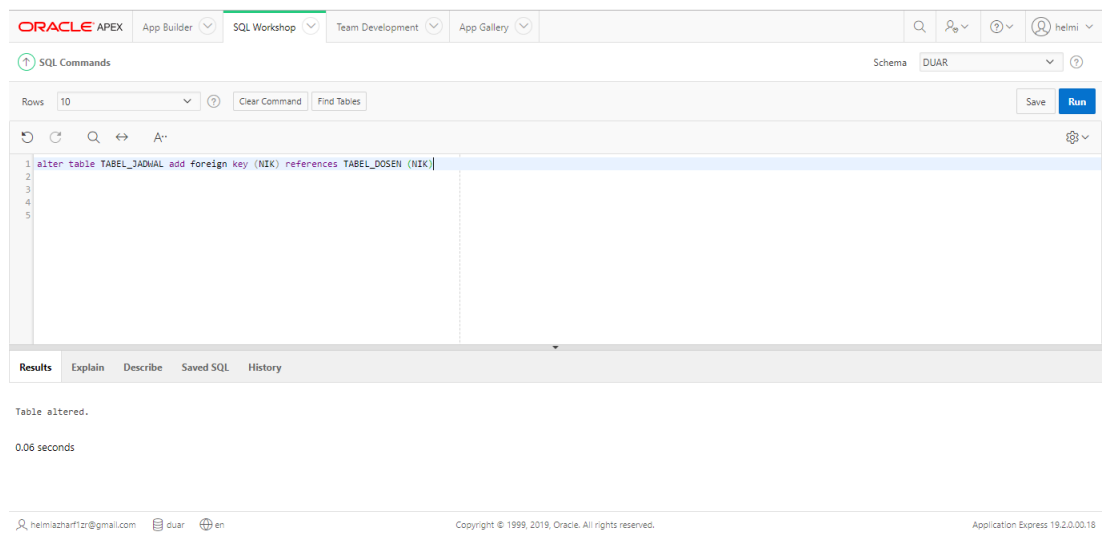 ORACLE APEX App Builder SQL Workshop Team Development App Gallery helmi
SQL Commands Schema DUAR
Rows 10 Clear Command Find Tables Save Run
A
1 alter table TABEL_JADWAL add foreign key (NIK) references TABEL_DOSEN (NIK)
2
3
4
5
Results Explain Describe Saved SQL History
Table altered.
0.06 seconds
helmiazharf1zr@gmail.com duar en Copyright © 1999, 2019, Oracle. All rights reserved. Application Express 19.2.0.00.18